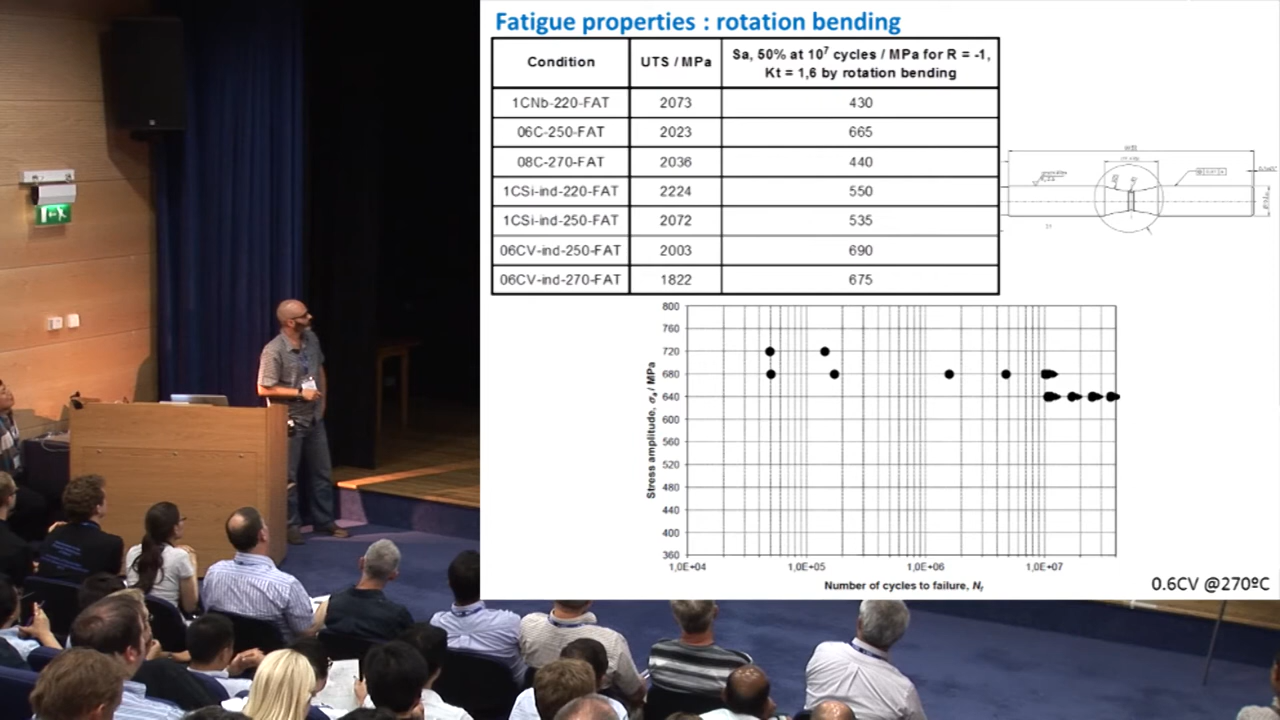 Fatigue properties : rotation bending
Condition
UTS / MPa
Sa, 50% at 10⁷ cycles / MPa for R = -1,
Kt = 1,6 by rotation bending
1CNb-220-FAT 2073 430
06C-250-FAT 2023 665
08C-270-FAT 2036 440
1CSi-ind-220-FAT 2224 550
1CSi-ind-250-FAT 2072 535
06CV-ind-250-FAT 2003 690
06CV-ind-270-FAT 1822 675
800
760
720
680
640
600
560
520
480
440
400
360
Stress amplitude, σₐ / MPa
1,0E+04 1,0E+05 1,0E+06 1,0E+07
Number of cycles to failure, Nf
0.6CV @270ºC